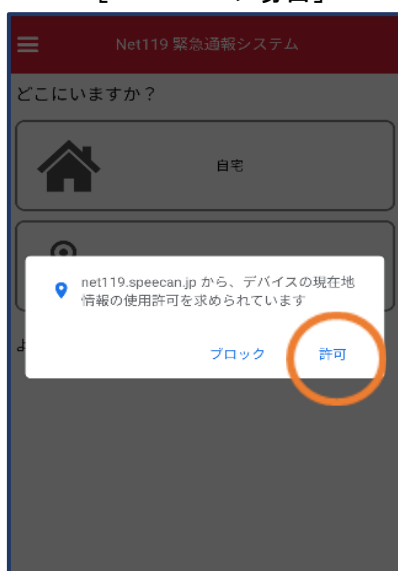 Net119 緊急通報システム
どこにいますか？
自宅
net119.speecan.jp から、デバイスの現在地
情報の使用許可を求められています
ブロック
許可